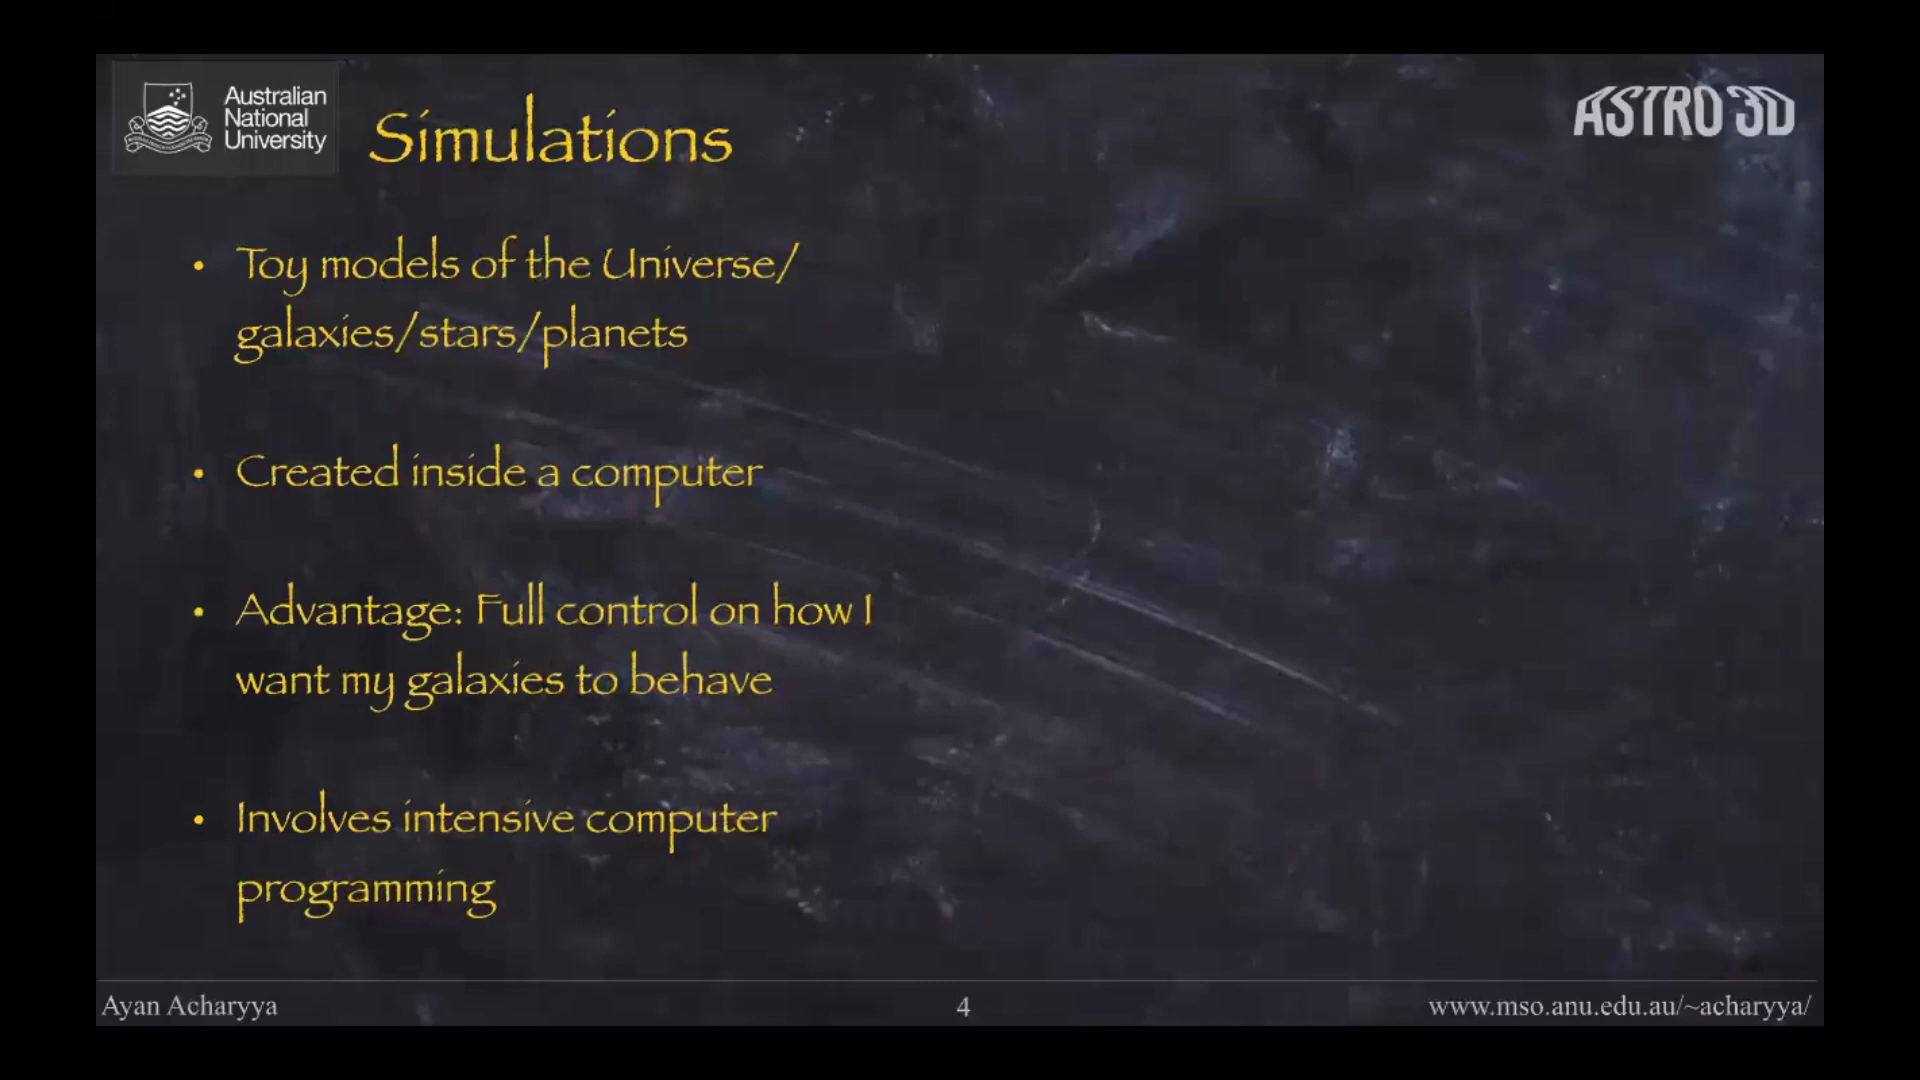 Australian
National
University
Simulations
ASTRO 3D
• Toy models of the Universe/
galaxies/stars/planets
• Created inside a computer
• Advantage: Full control on how I
want my galaxies to behave
• Involves intensive computer
programming
Ayan Acharyya
4
www.mso.anu.edu.au/~acharyya/